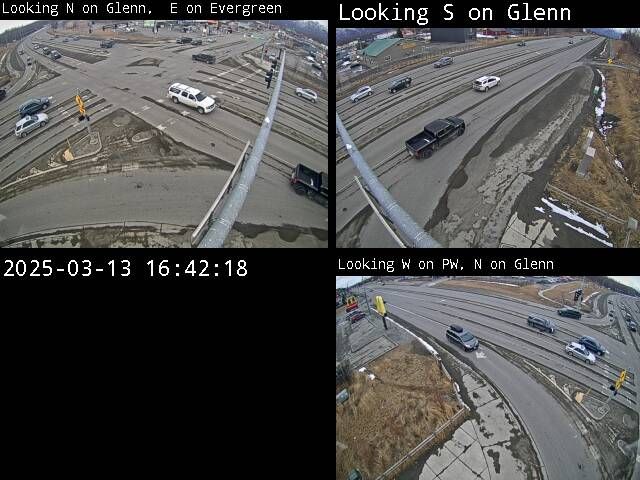 Looking N on Glenn, E on Evergreen
Looking S on Glenn
2025-03-13 16:42:18
Looking W on PW, N on Glenn